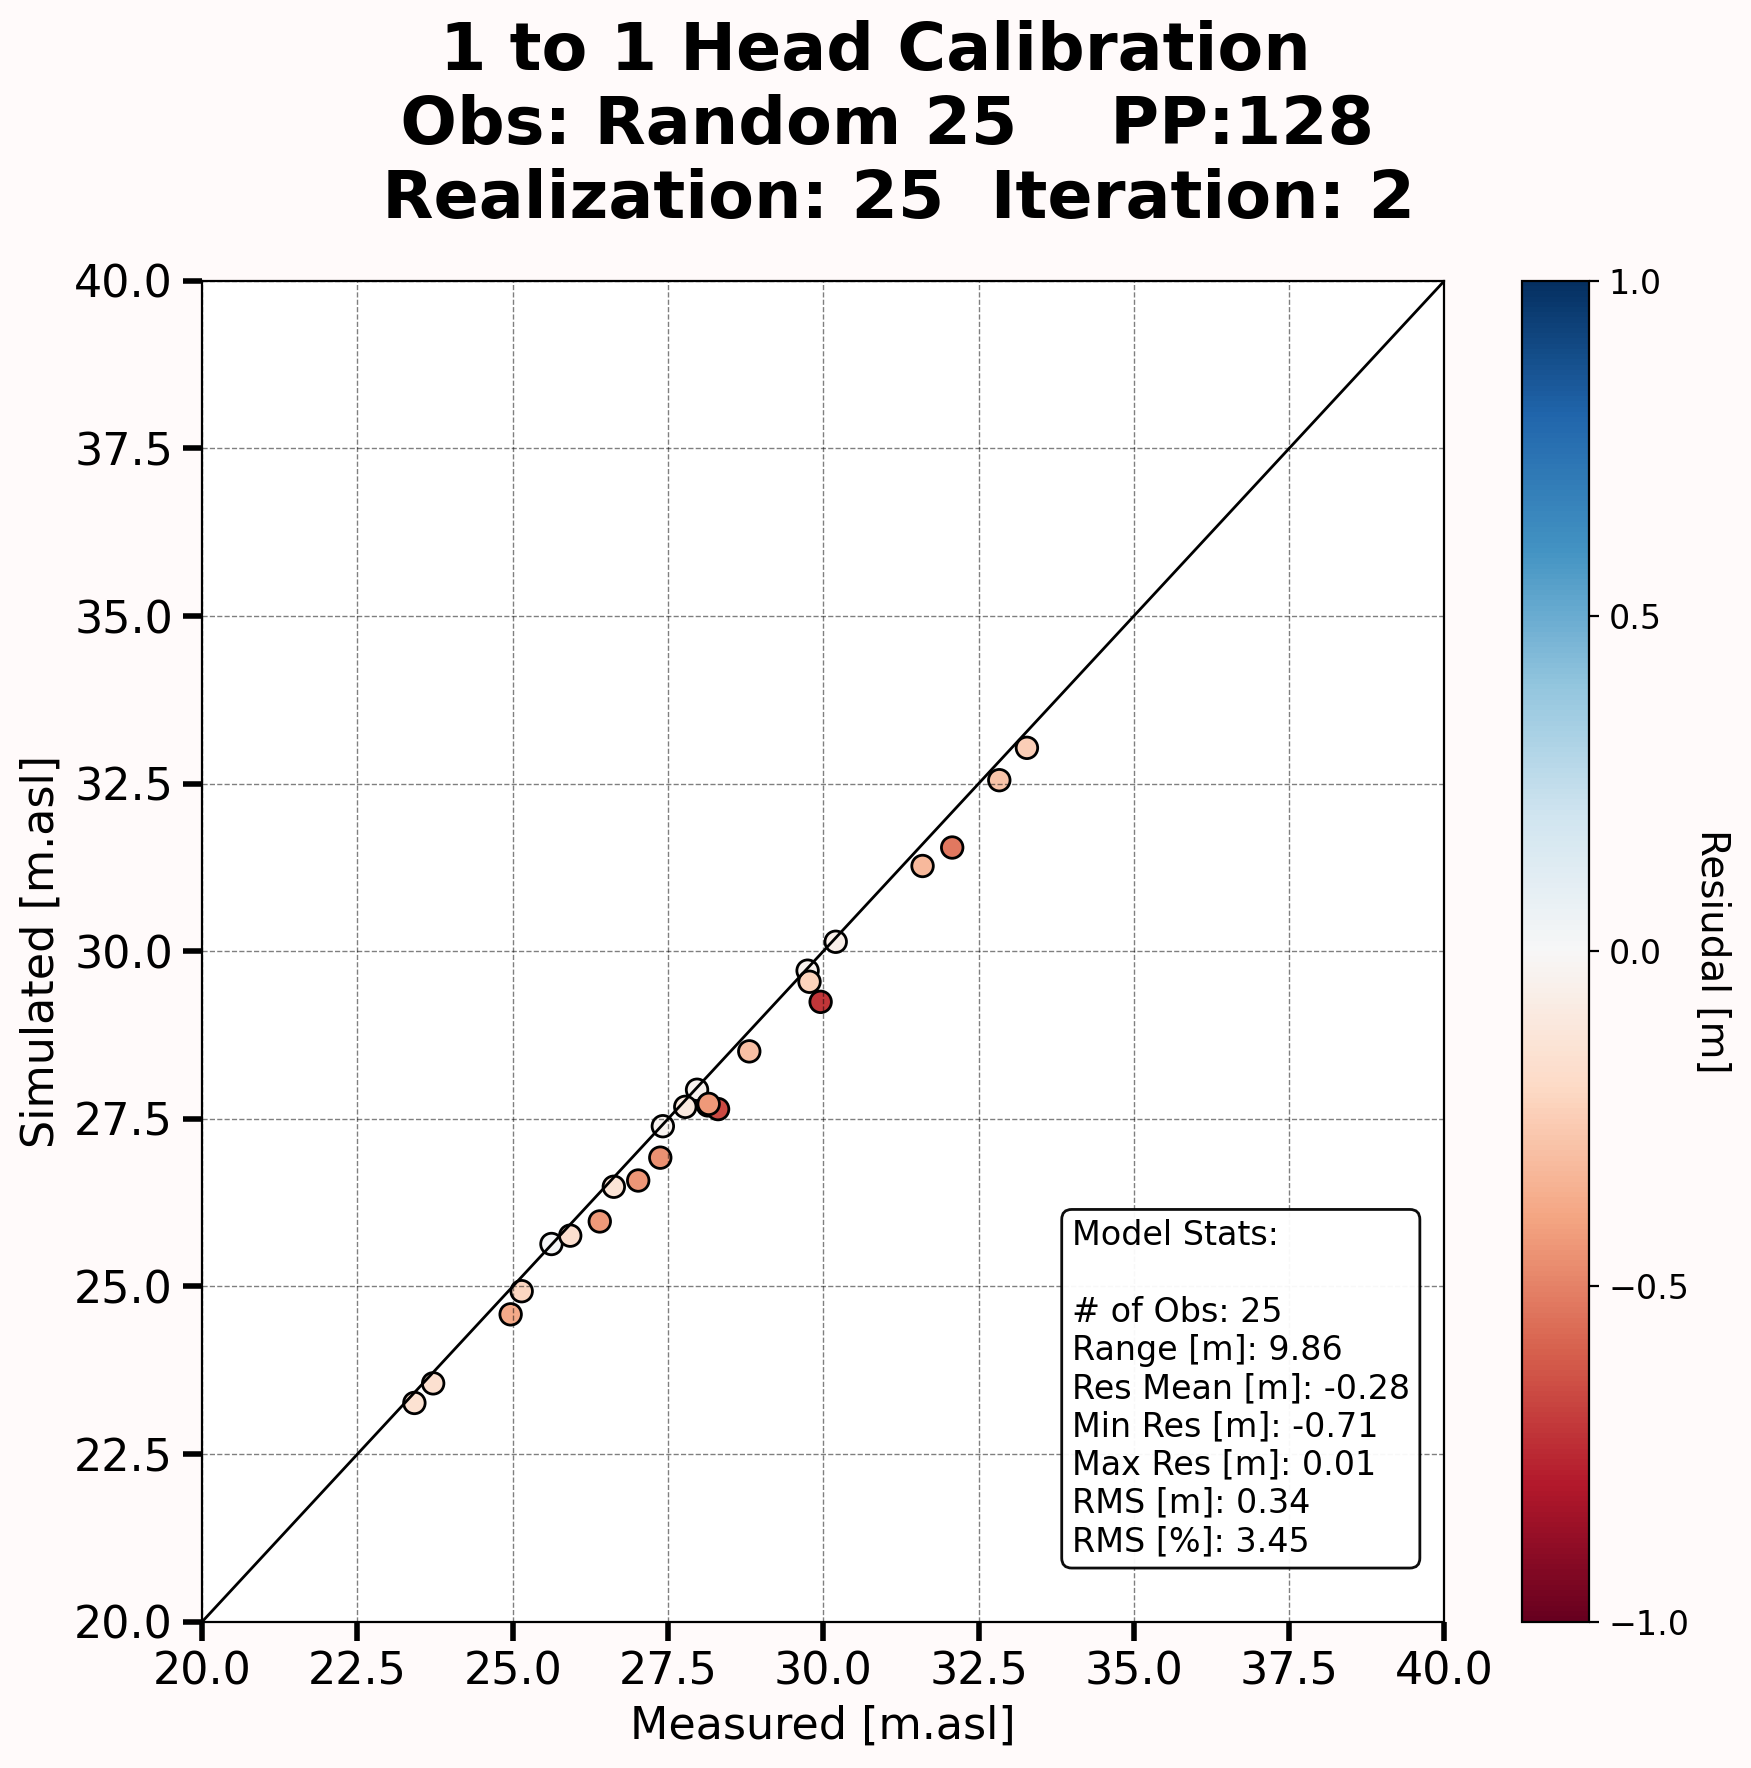 1 to 1 Head Calibration
Obs: Random 25    PP:128
Realization: 25  Iteration: 2
40.0
37.5
35.0
32.5
30.0
27.5
25.0
22.5
20.0
Simulated [m.asl]
20.0 22.5 25.0 27.5 30.0 32.5 35.0 37.5 40.0
Measured [m.asl]
Model Stats:
# of Obs: 25
Range [m]: 9.86
Res Mean [m]: -0.28
Min Res [m]: -0.71
Max Res [m]: 0.01
RMS [m]: 0.34
RMS [%]: 3.45
1.0
0.5
0.0
−0.5
−1.0
Resiudal [m]